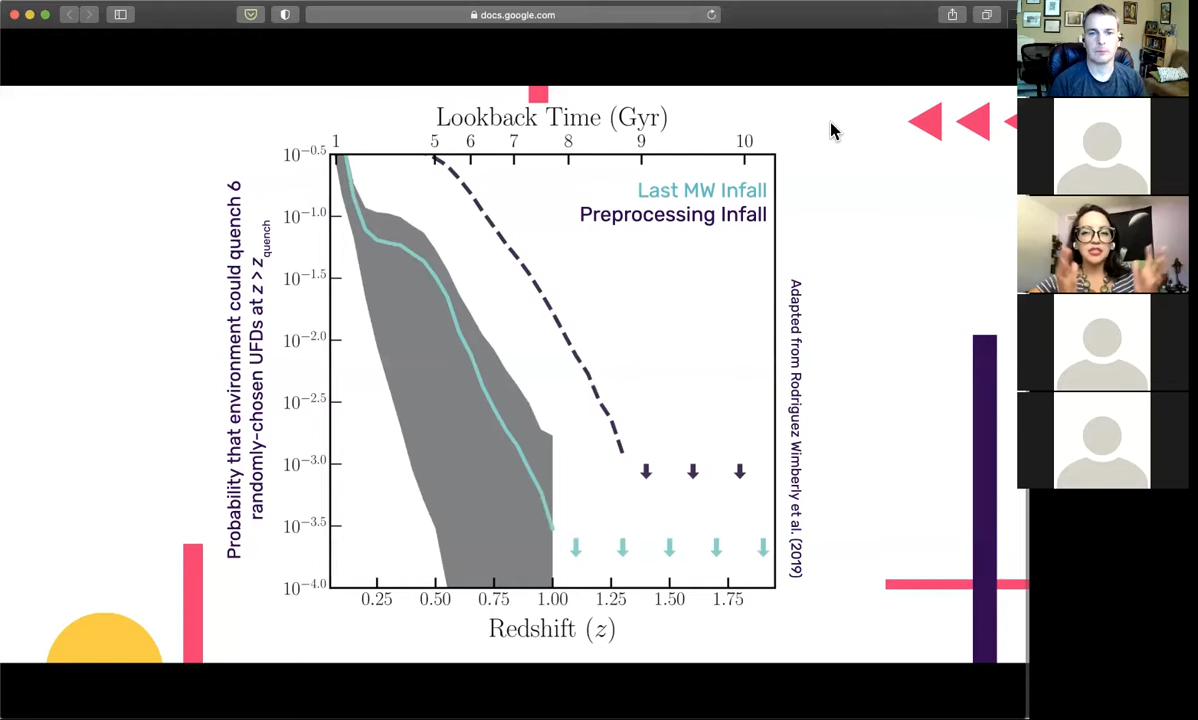 docs.google.com
Lookback Time (Gyr)
1 5 6 7 8 9 10
10^−0.5
10^−1.0
10^−1.5
10^−2.0
10^−2.5
10^−3.0
10^−3.5
10^−4.0
Probability that environment could quench 6
randomly-chosen UFDs at z > z_quench
Last MW Infall
Preprocessing Infall
0.25 0.50 0.75 1.00 1.25 1.50 1.75
Redshift (z)
Adapted from Rodriguez Wimberly et al. (2019)